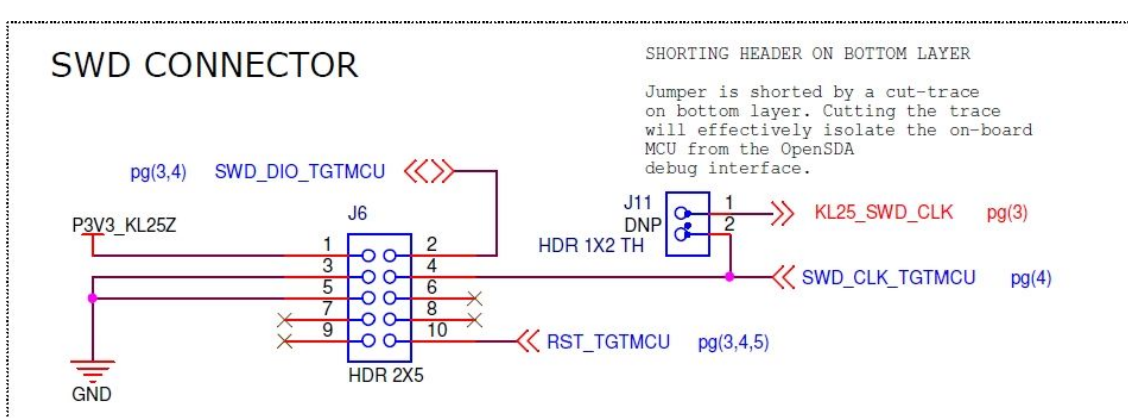 SWD CONNECTOR
SHORTING HEADER ON BOTTOM LAYER
Jumper is shorted by a cut-trace
on bottom layer. Cutting the trace
will effectively isolate the on-board
MCU from the OpenSDA
debug interface.
pg(3,4) SWD_DIO_TGTMCU
P3V3_KL25Z
J6
J11
DNP
HDR 1X2 TH
1
2
KL25_SWD_CLK pg(3)
SWD_CLK_TGTMCU pg(4)
1 2
3 4
5 6
7 8
9 10
RST_TGTMCU pg(3,4,5)
HDR 2X5
GND